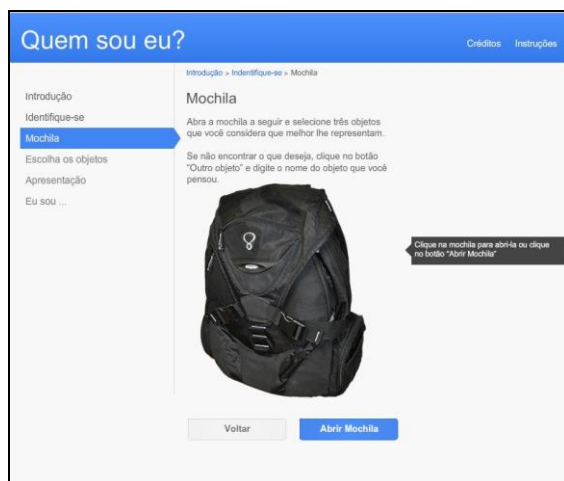 Quem sou eu?
Créditos Instruções
Introdução
Identifique-se
Mochila
Escolha os objetos
Apresentação
Eu sou ...
Introdução » Indentifique-se » Mochila
Mochila
Abra a mochila a seguir e selecione três objetos
que você considera que melhor lhe representam.
Se não encontrar o que deseja, clique no botão
"Outro objeto" e digite o nome do objeto que você
pensou.
Clique na mochila para abri-la ou clique
no botão "Abrir Mochila"
Voltar
Abrir Mochila